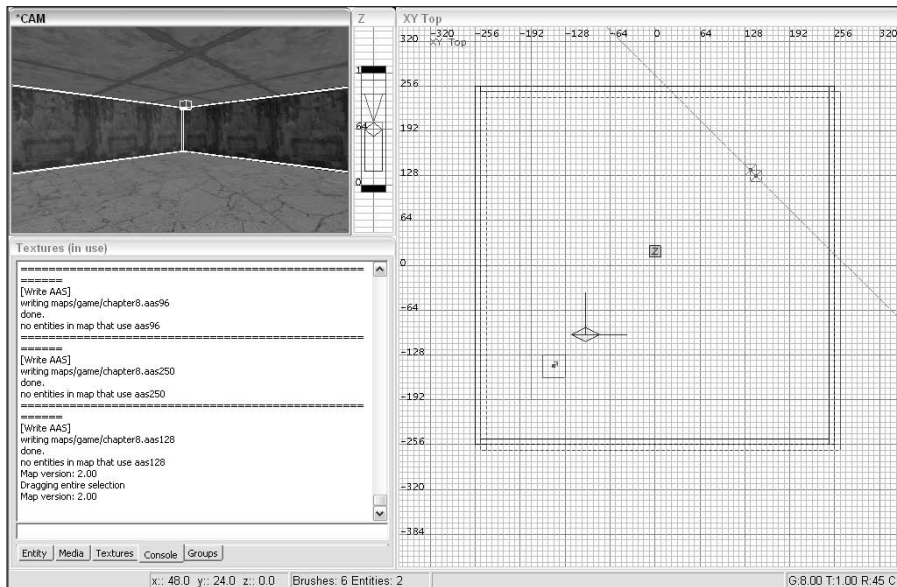 *CAM
Z
XY Top
-320 -256 -192 -128 -64 0 64 128 192 256 320
XY Top
320
256
192
128
64
0
-64
-128
-192
-256
-320
-384
1
64
0
Z
Textures (in use)
=================================================
======
[Write AAS]
writing maps/game/chapter8.aas96
done.
no entities in map that use aas96
=================================================
======
[Write AAS]
writing maps/game/chapter8.aas250
done.
no entities in map that use aas250
=================================================
======
[Write AAS]
writing maps/game/chapter8.aas128
done.
no entities in map that use aas128
Map version: 2.00
Dragging entire selection
Map version: 2.00
Entity Media Textures Console Groups
x:: 48.0 y:: 24.0 z:: 0.0 Brushes: 6 Entities: 2 G:8.00 T:1.00 R:45 C